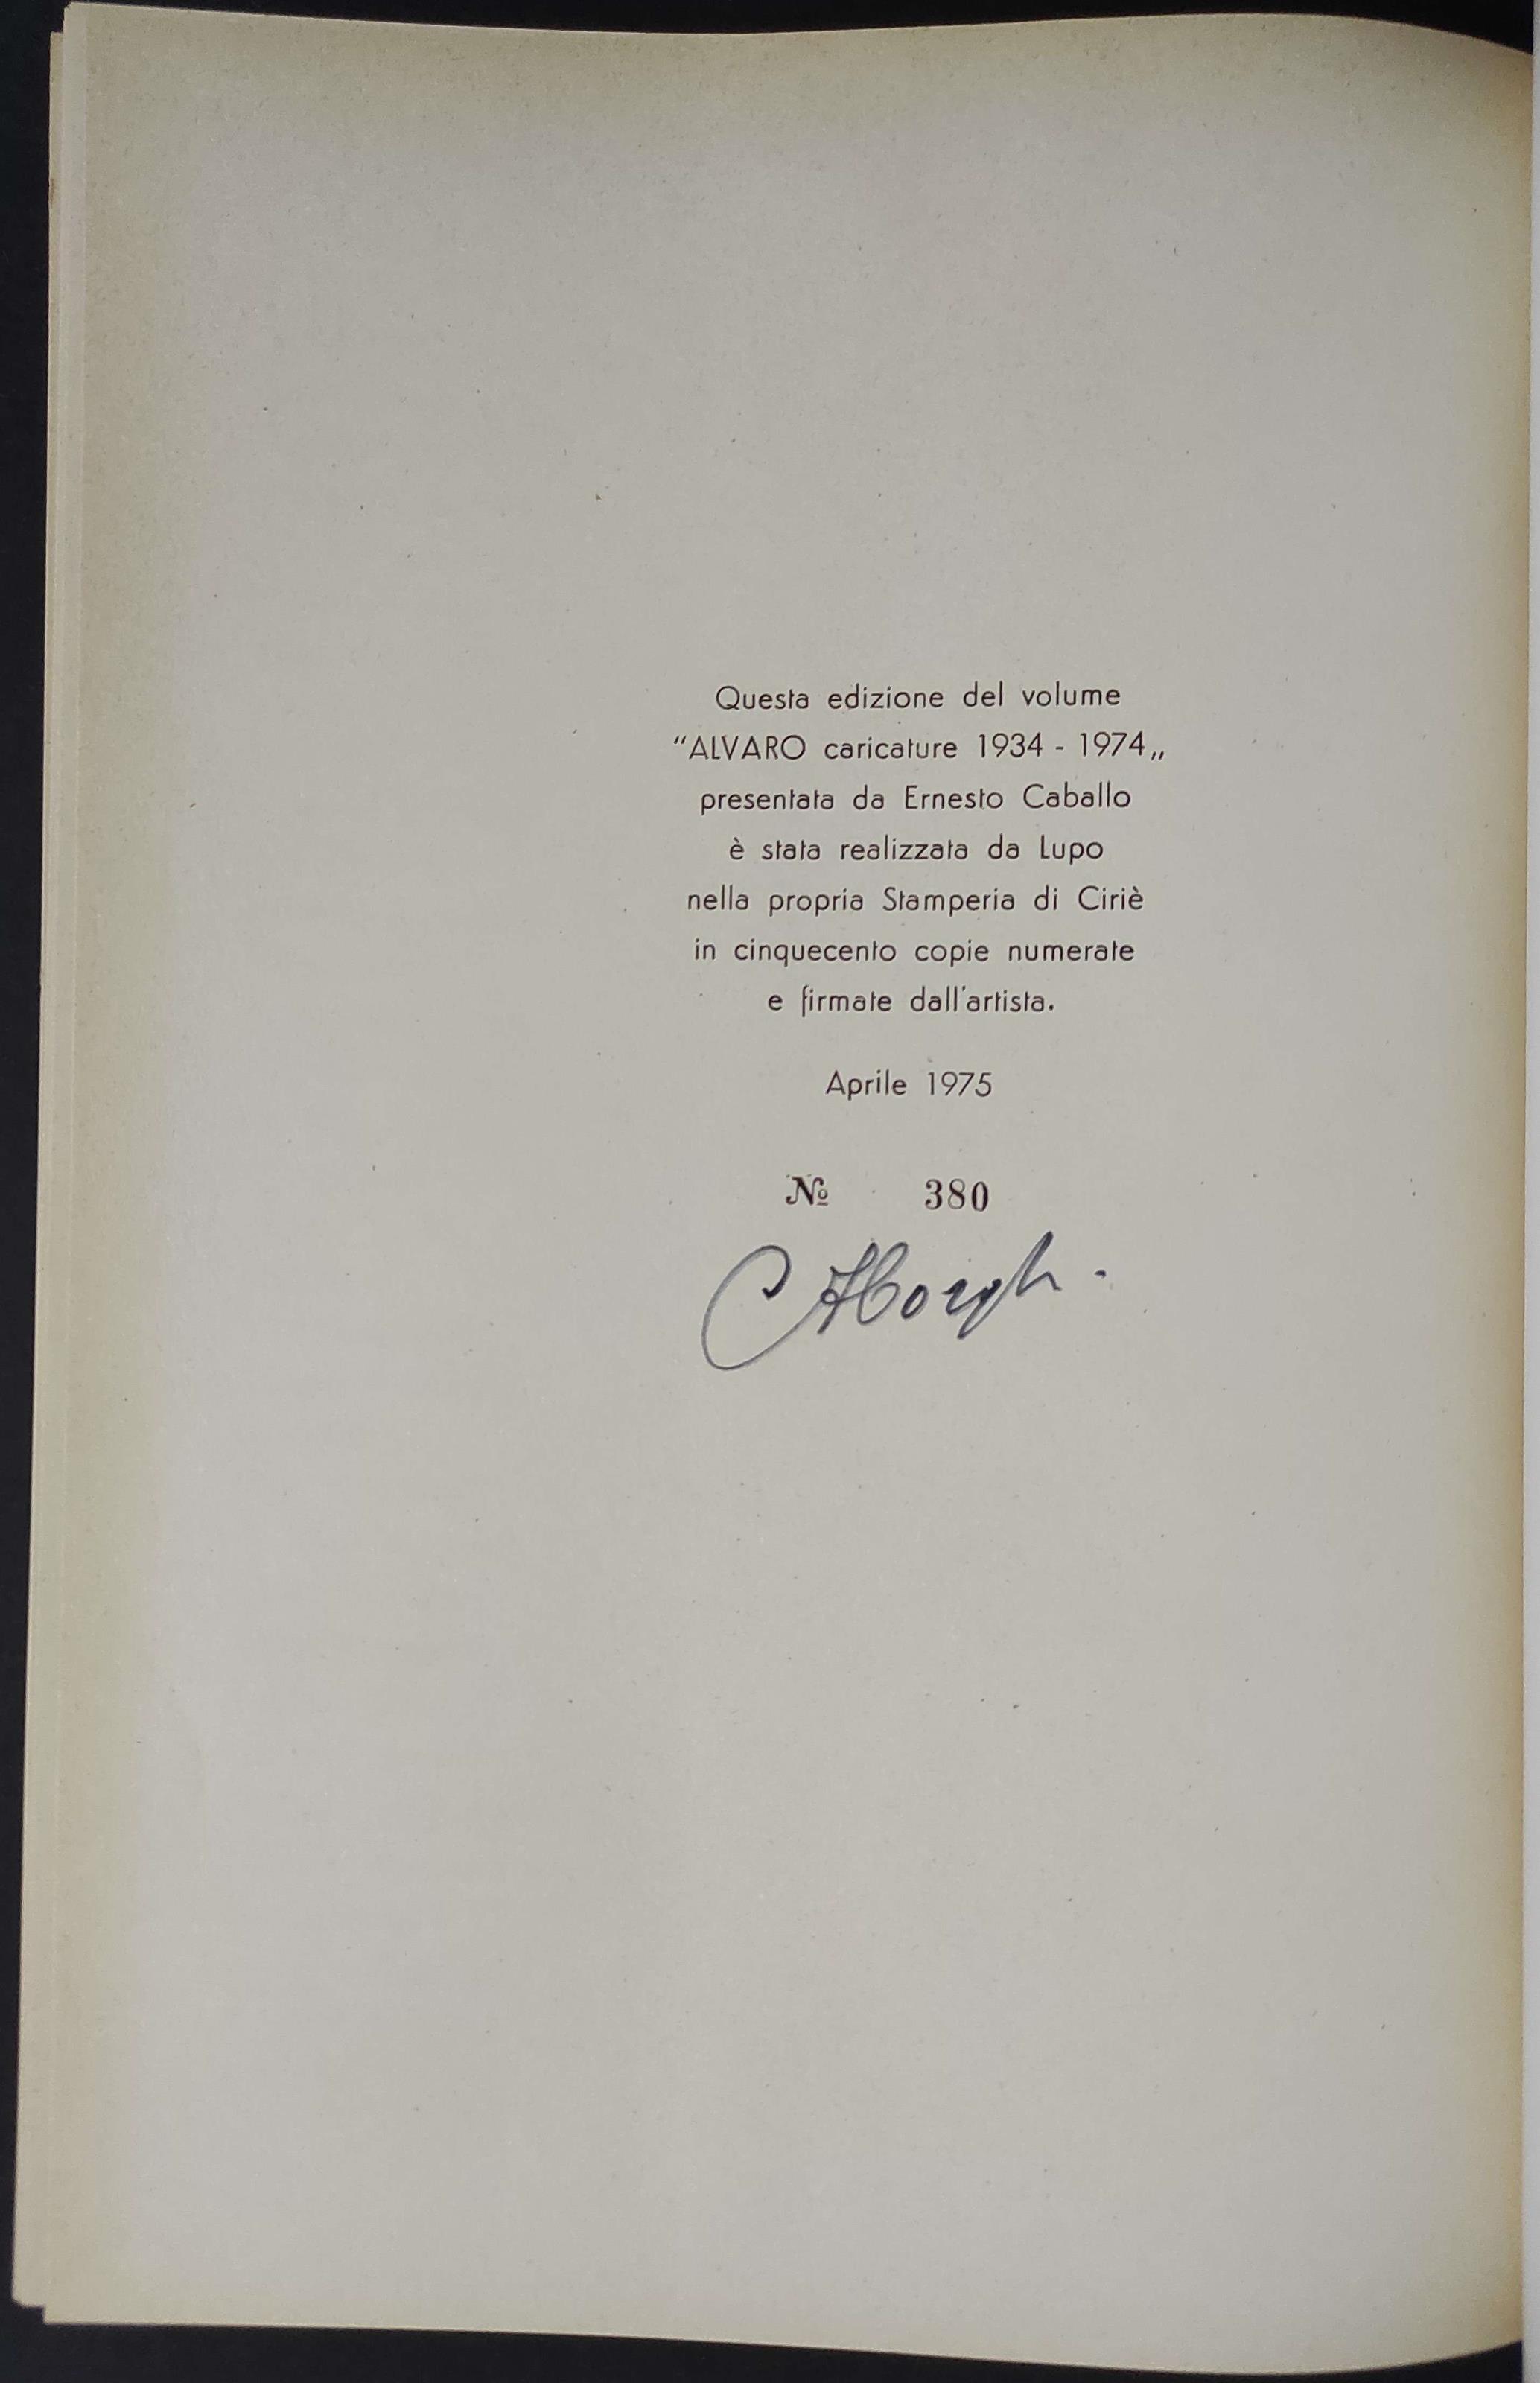 Questa edizione del volume
“ALVARO caricature 1934 - 1974„
presentata da Ernesto Caballo
è stata realizzata da Lupo
nella propria Stamperia di Ciriè
in cinquecento copie numerate
e firmate dall'artista.
Aprile 1975
№ 380